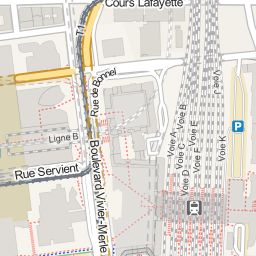 Cours Lafayette
T1
Rue de Bonnel
Voie J
Voie A
Voie B
Voie C
Voie E
Voie F
Voie K
Voie D
P
Ligne B
Rue Servient
Boulevard Vivier-Merle